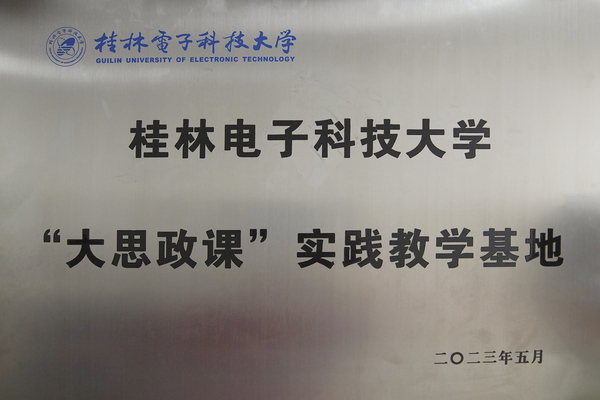 桂林電子科技大学
GUILIN UNIVERSITY OF ELECTRONIC TECHNOLOGY
桂林电子科技大学
“大思政课”实践教学基地
二〇二三年五月